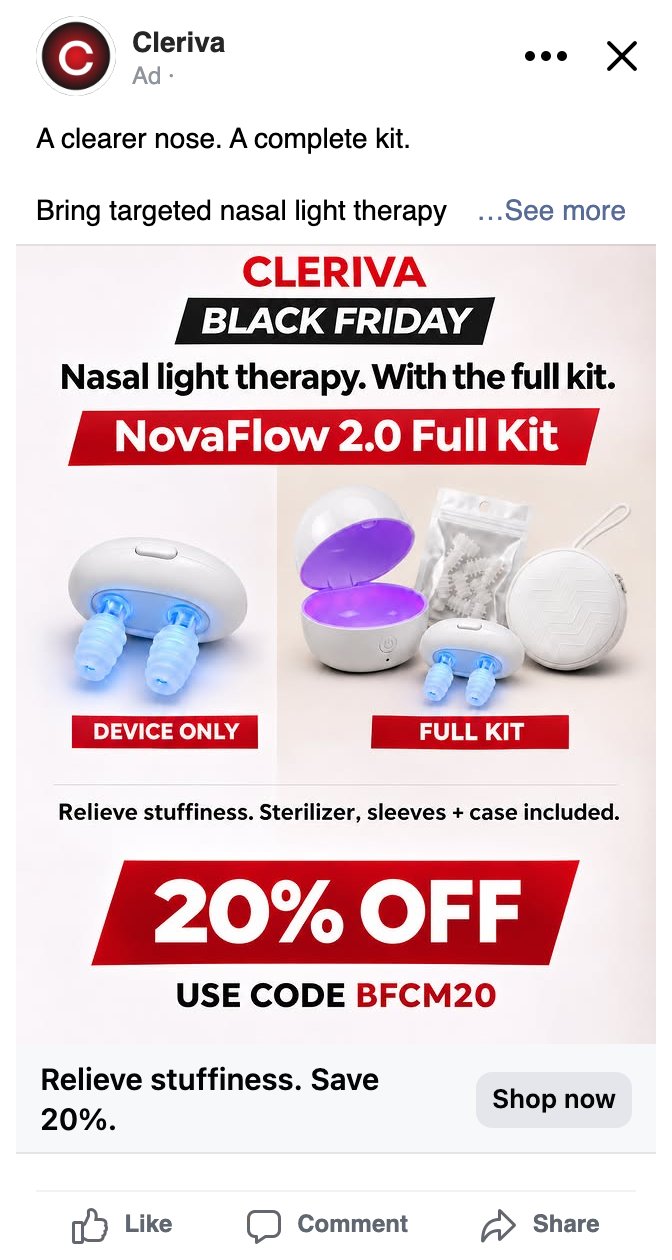 C
Cleriva
Ad ·
A clearer nose. A complete kit.
Bring targeted nasal light therapy ...See more
CLERIVA
BLACK FRIDAY
Nasal light therapy. With the full kit.
NovaFlow 2.0 Full Kit
DEVICE ONLY
FULL KIT
Relieve stuffiness. Sterilizer, sleeves + case included.
20% OFF
USE CODE BFCM20
Relieve stuffiness. Save
20%.
Shop now
Like
Comment
Share